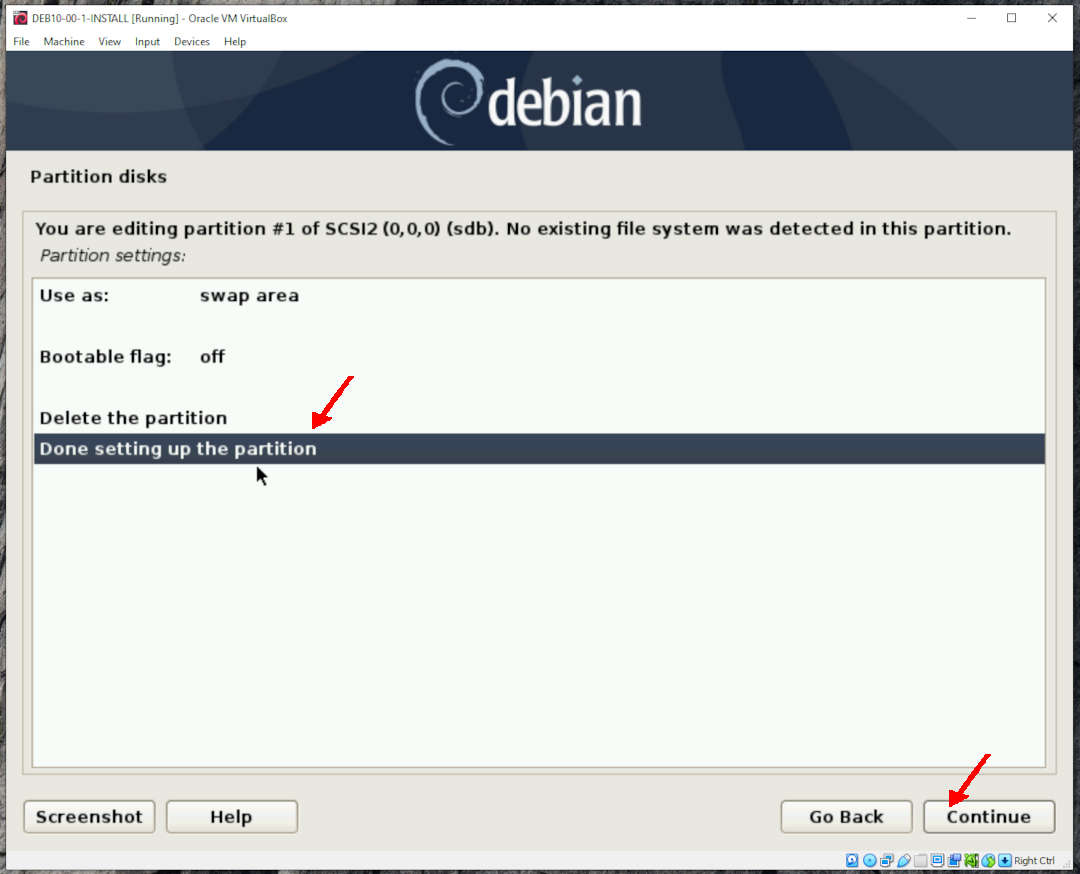 DEB10-00-1-INSTALL [Running] - Oracle VM VirtualBox
File Machine View Input Devices Help
debian
Partition disks
You are editing partition #1 of SCSI2 (0,0,0) (sdb). No existing file system was detected in this partition.
Partition settings:
Use as: swap area
Bootable flag: off
Delete the partition
Done setting up the partition
Screenshot Help Go Back Continue
Right Ctrl